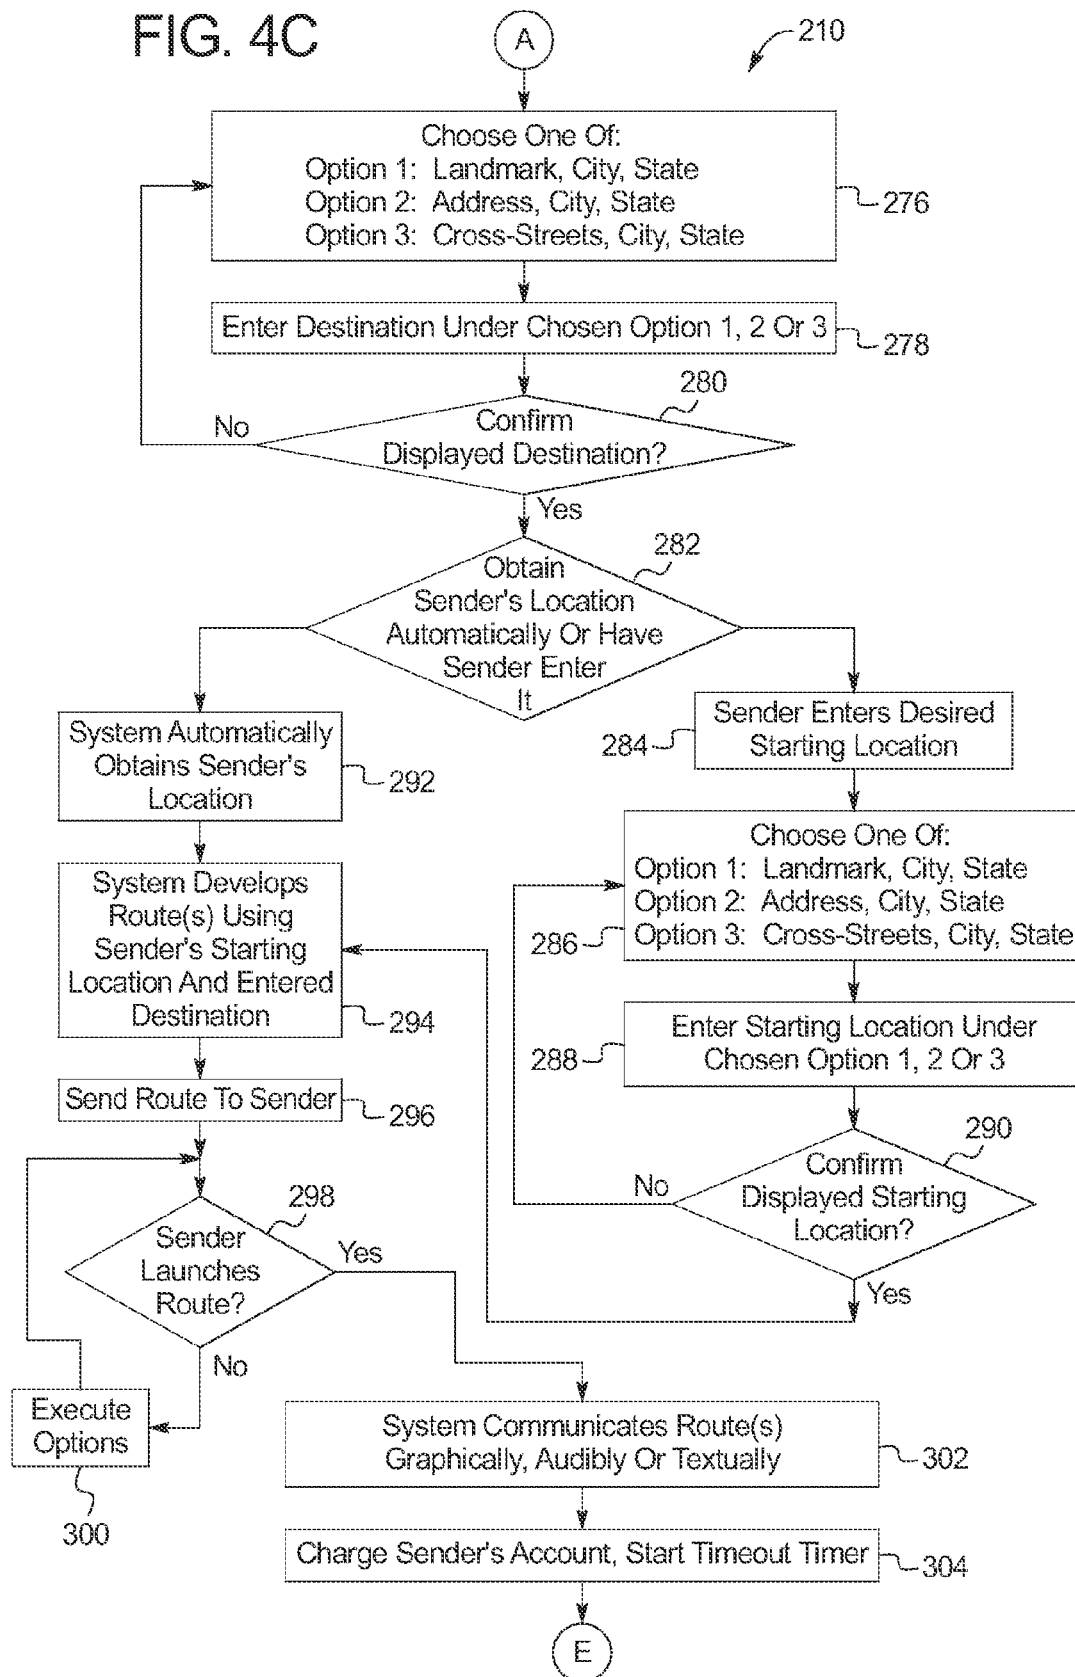 FIG. 4C
A
210
Choose One Of:
Option 1: Landmark, City, State
Option 2: Address, City, State
Option 3: Cross-Streets, City, State
276
Enter Destination Under Chosen Option 1, 2 Or 3
278
280
No
Confirm
Displayed Destination?
Yes
282
Obtain
Sender's Location
Automatically Or Have
Sender Enter
It
System Automatically
Obtains Sender's
Location
292
Sender Enters Desired
Starting Location
284
Choose One Of:
Option 1: Landmark, City, State
Option 2: Address, City, State
Option 3: Cross-Streets, City, State
286
System Develops
Route(s) Using
Sender's Starting
Location And Entered
Destination
294
Enter Starting Location Under
Chosen Option 1, 2 Or 3
288
Send Route To Sender
296
290
No
Confirm
Displayed Starting
Location?
Yes
298
Sender
Launches
Route?
Yes
No
Execute
Options
300
System Communicates Route(s)
Graphically, Audibly Or Textually
302
Charge Sender's Account, Start Timeout Timer
304
E